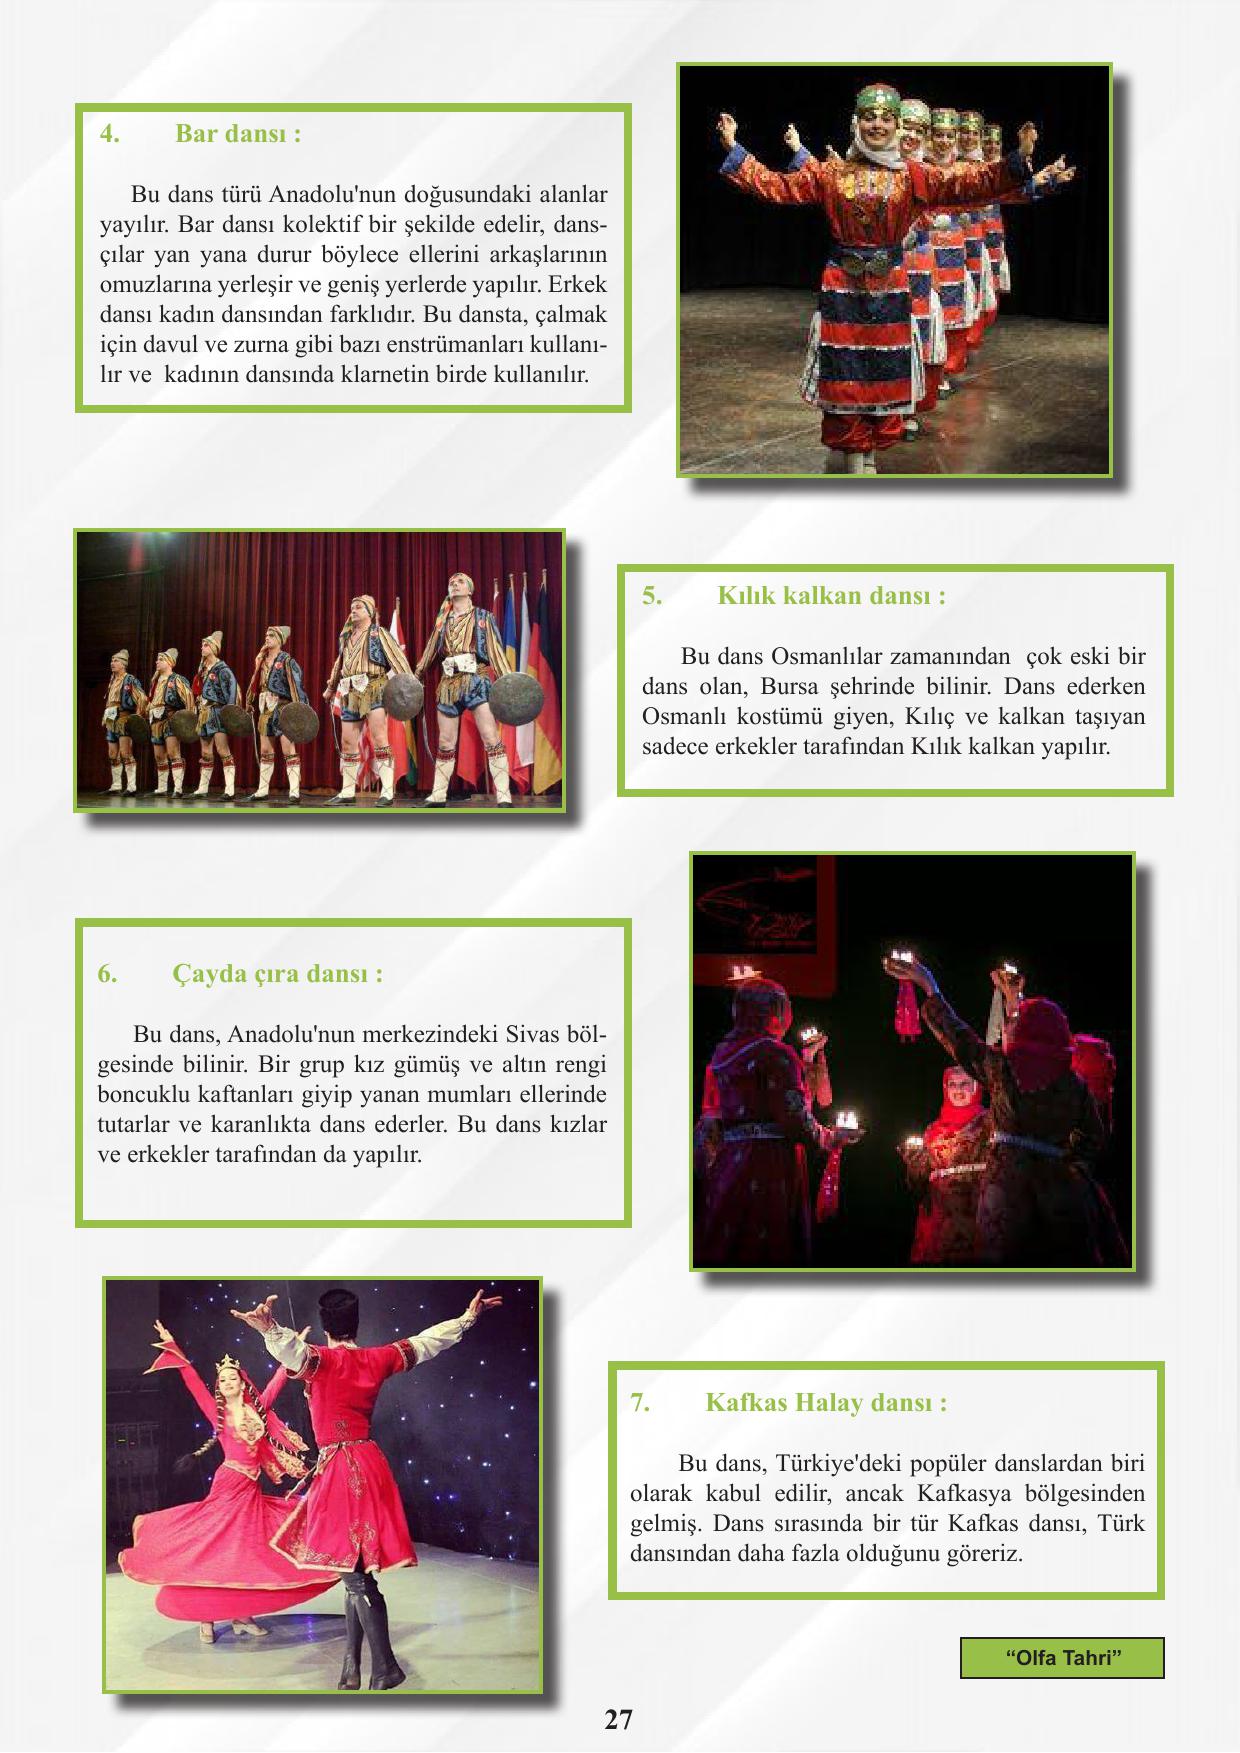 4. Bar dansı :
Bu dans türü Anadolu'nun doğusundaki alanlar
yayılır. Bar dansı kolektif bir şekilde edelir, dans-
çılar yan yana durur böylece ellerini arkaşlarının
omuzlarına yerleşir ve geniş yerlerde yapılır. Erkek
dansı kadın dansından farklıdır. Bu dansta, çalmak
için davul ve zurna gibi bazı enstrümanları kullanı-
lır ve kadının dansında klarnetin birde kullanılır.
5. Kılık kalkan dansı :
Bu dans Osmanlılar zamanından çok eski bir
dans olan, Bursa şehrinde bilinir. Dans ederken
Osmanlı kostümü giyen, Kılıç ve kalkan taşıyan
sadece erkekler tarafından Kılık kalkan yapılır.
6. Çayda çıra dansı :
Bu dans, Anadolu'nun merkezindeki Sivas böl-
gesinde bilinir. Bir grup kız gümüş ve altın rengi
boncuklu kaftanları giyip yanan mumları ellerinde
tutarlar ve karanlıkta dans ederler. Bu dans kızlar
ve erkekler tarafından da yapılır.
7. Kafkas Halay dansı :
Bu dans, Türkiye'deki popüler danslardan biri
olarak kabul edilir, ancak Kafkasya bölgesinden
gelmiş. Dans sırasında bir tür Kafkas dansı, Türk
dansından daha fazla olduğunu göreriz.
“Olfa Tahri”
27